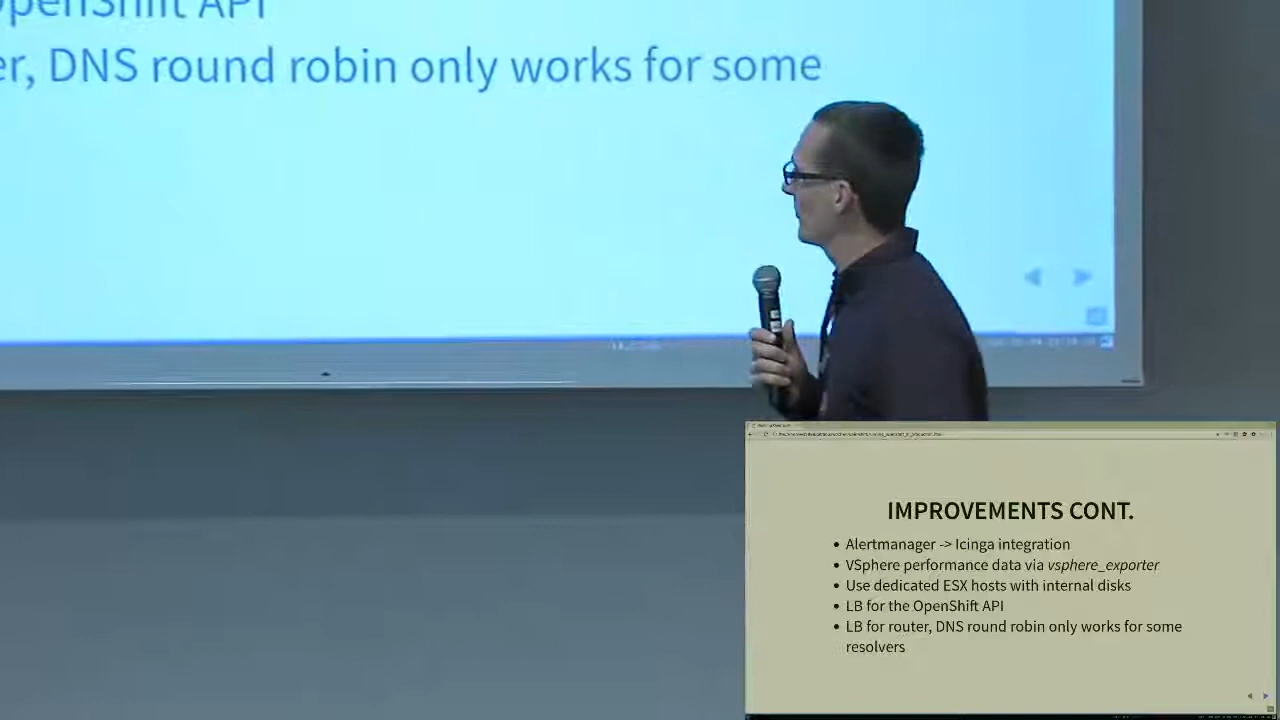 OpenShift API
er, DNS round robin only works for some
IMPROVEMENTS CONT.
• Alertmanager -> Icinga integration
• VSphere performance data via vsphere_exporter
• Use dedicated ESX hosts with internal disks
• LB for the OpenShift API
• LB for router, DNS round robin only works for some
resolvers